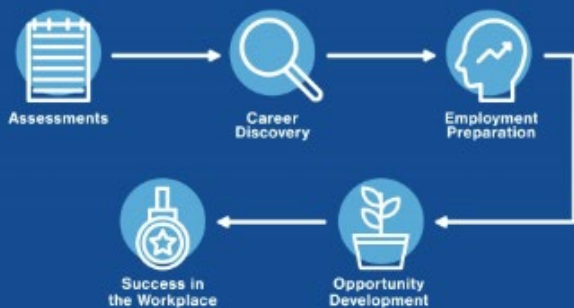 Assessments
Career
Discovery
Employment
Preparation
Opportunity
Development
Success in
the Workplace